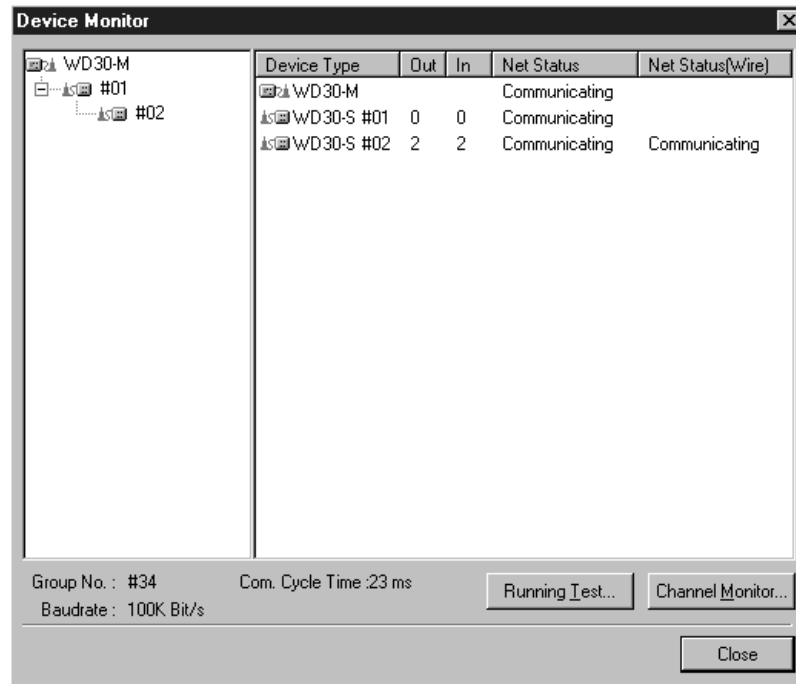 Device Monitor
WD30-M
#01
#02
Device Type Out In Net Status Net Status(Wire)
WD30-M Communicating
WD30-S #01 0 0 Communicating
WD30-S #02 2 2 Communicating Communicating
Group No. : #34 Com. Cycle Time :23 ms
Baudrate : 100K Bit/s
Running Test... Channel Monitor...
Close